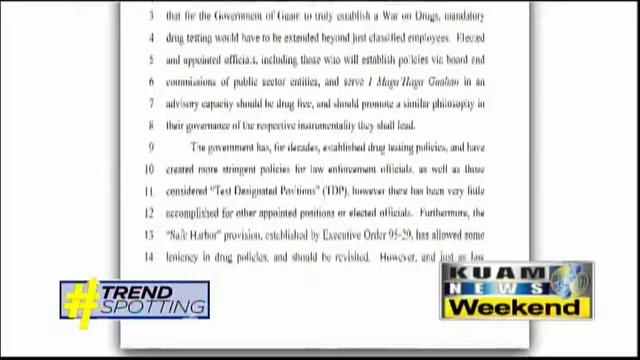 3 that for the Government of Guam to truly establish a War on Drugs, mandatory
4 drug testing would have to be extended beyond just classified employees. Elected
5 and appointed officials, including those who will establish policies via board and
6 commissions of public sector entities, and serve I Maga'Haga Guahan in an
7 advisory capacity should be drug free, and should promote a similar philosophy in
8 their governance of the respective instrumentality they shall lead.
9 The government has, for decades, established drug testing policies, and have
10 created more stringent policies for law enforcement officials, as well as those
11 considered "Test Designated Positions" (TDP), however there has been very little
12 accomplished for other appointed positions or elected officials. Furthermore, the
13 "Safe Harbor" provision, established by Executive Order 95-29, has allowed some
14 leniency in drug policies, and should be revisited. However, and just as law
#TREND
SPOTTING
KUAM
NEWS
Weekend